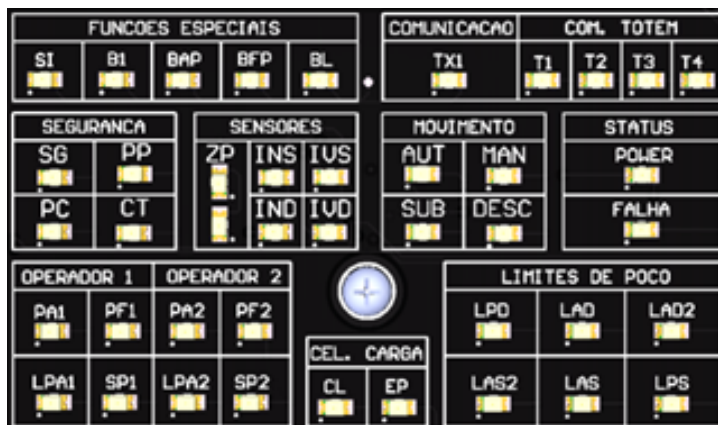 FUNCOES ESPECIAIS
SI B1 BAP BFP BL
COMUNICACAO COM. TOTEM
TX1 T1 T2 T3 T4
SEGURANCA
SG PP
PC CT
SENSORES
ZP INS IVS
IND IVD
MOVIMENTO
AUT MAN
SUB DESC
STATUS
POWER
FALHA
OPERADOR 1 OPERADOR 2
PA1 PF1 PA2 PF2
LPA1 SP1 LPA2 SP2
CEL. CARGA
CL EP
LIMITES DE POCO
LPD LAD LAD2
LAS2 LAS LPS